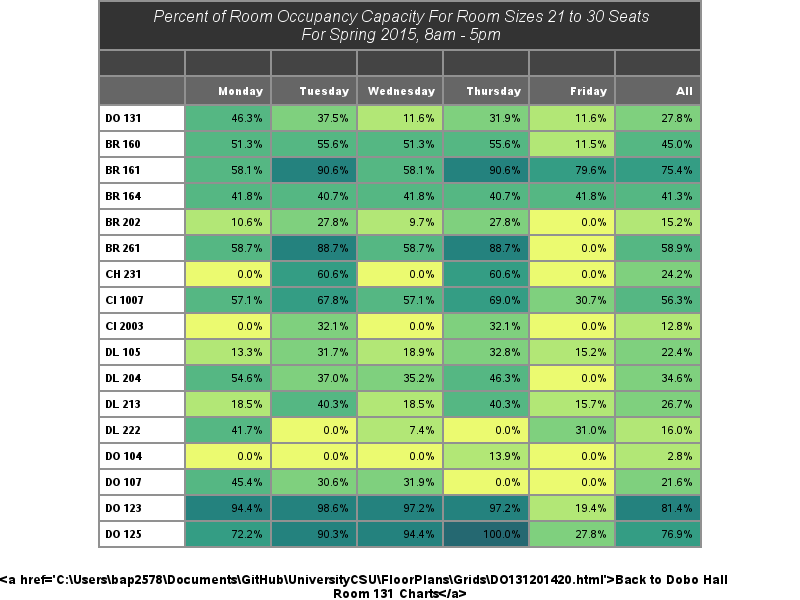 Percent of Room Occupancy Capacity For Room Sizes 21 to 30 Seats
For Spring 2015, 8am - 5pm
Monday Tuesday Wednesday Thursday Friday All
DO 131 46.3% 37.5% 11.6% 31.9% 11.6% 27.8%
BR 160 51.3% 55.6% 51.3% 55.6% 11.5% 45.0%
BR 161 58.1% 90.6% 58.1% 90.6% 79.6% 75.4%
BR 164 41.8% 40.7% 41.8% 40.7% 41.8% 41.3%
BR 202 10.6% 27.8% 9.7% 27.8% 0.0% 15.2%
BR 261 58.7% 88.7% 58.7% 88.7% 0.0% 58.9%
CH 231 0.0% 60.6% 0.0% 60.6% 0.0% 24.2%
CI 1007 57.1% 67.8% 57.1% 69.0% 30.7% 56.3%
CI 2003 0.0% 32.1% 0.0% 32.1% 0.0% 12.8%
DL 105 13.3% 31.7% 18.9% 32.8% 15.2% 22.4%
DL 204 54.6% 37.0% 35.2% 46.3% 0.0% 34.6%
DL 213 18.5% 40.3% 18.5% 40.3% 15.7% 26.7%
DL 222 41.7% 0.0% 7.4% 0.0% 31.0% 16.0%
DO 104 0.0% 0.0% 0.0% 13.9% 0.0% 2.8%
DO 107 45.4% 30.6% 31.9% 0.0% 0.0% 21.6%
DO 123 94.4% 98.6% 97.2% 97.2% 19.4% 81.4%
DO 125 72.2% 90.3% 94.4% 100.0% 27.8% 76.9%
<a href='C:\Users\bap2578\Documents\GitHub\UniversityCSU\FloorPlans\Grids\DO131201420.html'>Back to Dobo Hall
Room 131 Charts</a>